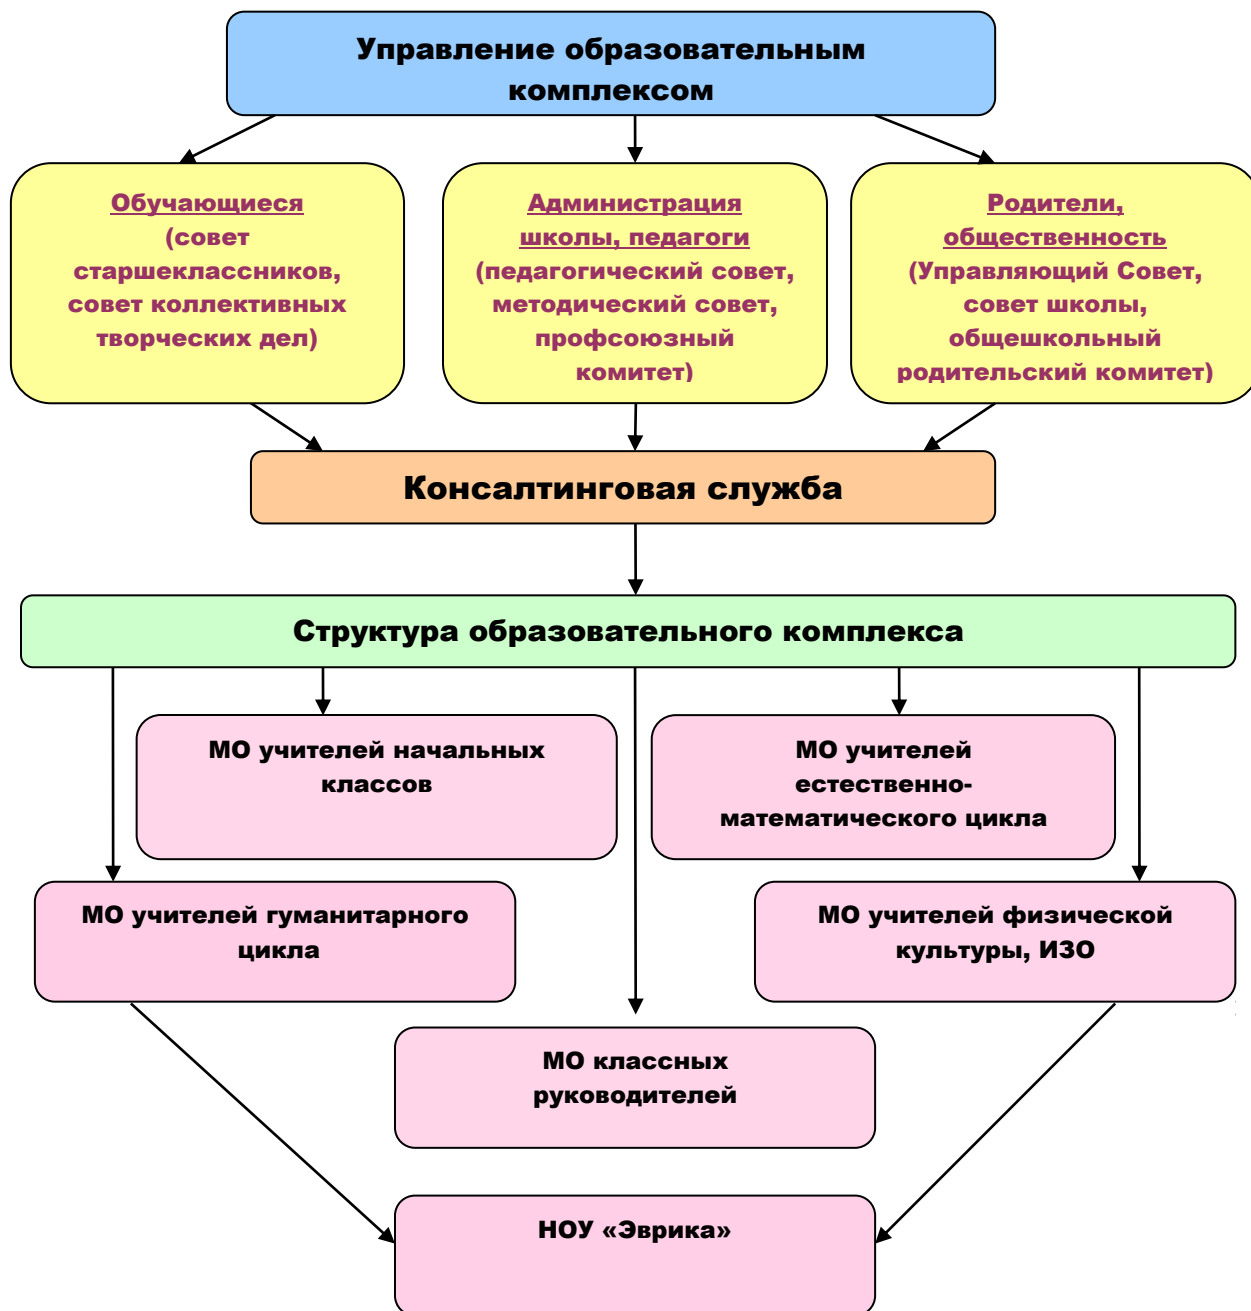 Управление образовательным
комплексом
Обучающиеся
(совет
старшеклассников,
совет коллективных
творческих дел)
Администрация
школы, педагоги
(педагогический совет,
методический совет,
профсоюзный
комитет)
Родители,
общественность
(Управляющий Совет,
совет школы,
общешкольный
родительский комитет)
Консалтинговая служба
Структура образовательного комплекса
МО учителей начальных
классов
МО учителей
естественно-
математического цикла
МО учителей гуманитарного
цикла
МО учителей физической
культуры, ИЗО
МО классных
руководителей
НОУ «Эврика»